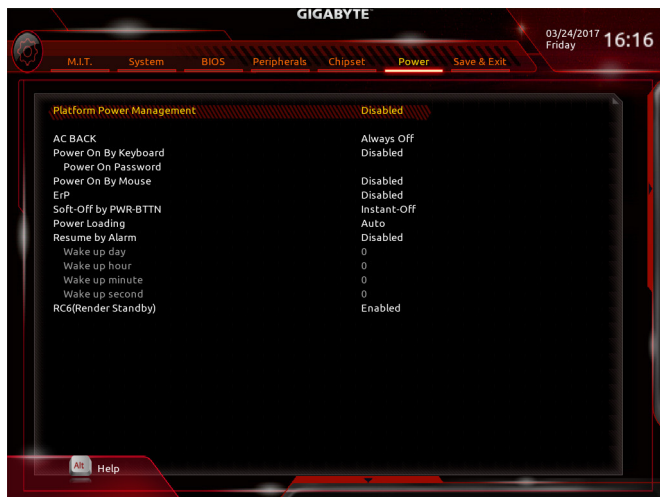 GIGABYTE™
03/24/2017 Friday 16:16
M.I.T. System BIOS Peripherals Chipset Power Save & Exit
Platform Power Management Disabled
AC BACK Always Off
Power On By Keyboard Disabled
Power On Password
Power On By Mouse Disabled
ErP Disabled
Soft-Off by PWR-BTTN Instant-Off
Power Loading Auto
Resume by Alarm Disabled
Wake up day 0
Wake up hour 0
Wake up minute 0
Wake up second 0
RC6(Render Standby) Enabled
Alt Help